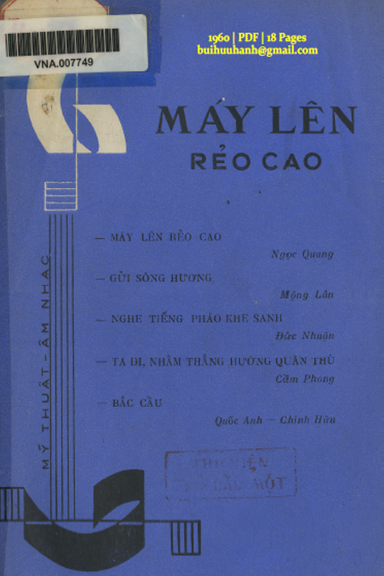 1960 | PDF | 18 Pages
buihuuhanh@gmail.com
VNA.007749
MÁY LÊN
RẺO CAO
— MÁY LÊN RẺO CAO
Ngọc Quang
— GỬI SÔNG HƯƠNG
Mộng Lân
— NGHE TIẾNG PHÁO KHE SANH
Đức Nhuận
— TA ĐI, NHẰM THẲNG HƯỚNG QUÂN THÙ
Cẩm Phong
— BẮC CẦU
Quốc Anh — Chính Hữu
MỸ THUẬT - ÂM NHẠC
MỘT